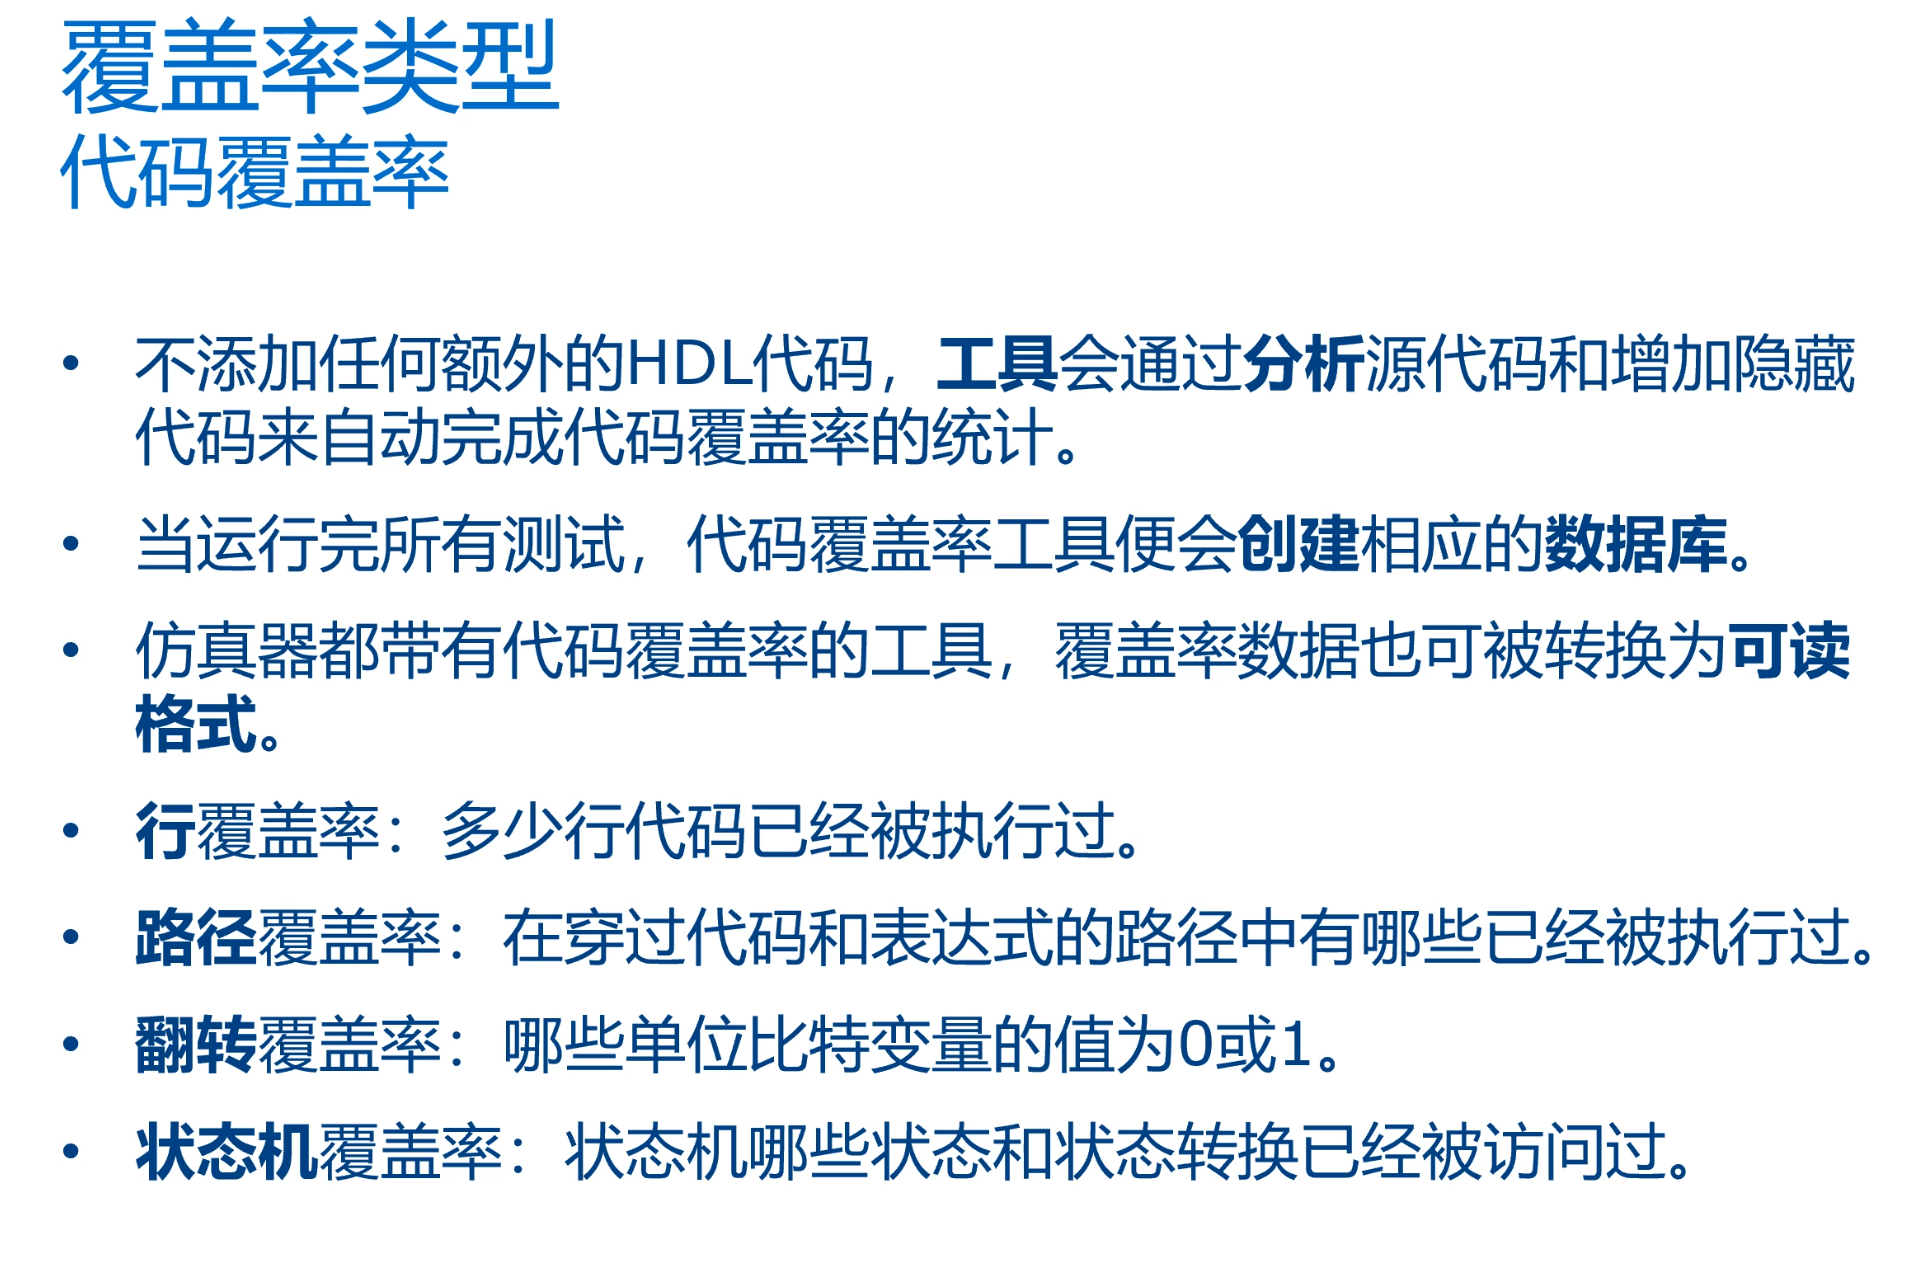 覆盖率类型
代码覆盖率
• 不添加任何额外的HDL代码，工具会通过分析源代码和增加隐藏
代码来自动完成代码覆盖率的统计。
• 当运行完所有测试，代码覆盖率工具便会创建相应的数据库。
• 仿真器都带有代码覆盖率的工具，覆盖率数据也可被转换为可读
格式。
• 行覆盖率：多少行代码已经被执行过。
• 路径覆盖率：在穿过代码和表达式的路径中有哪些已经被执行过。
• 翻转覆盖率：哪些单位比特变量的值为0或1。
• 状态机覆盖率：状态机哪些状态和状态转换已经被访问过。